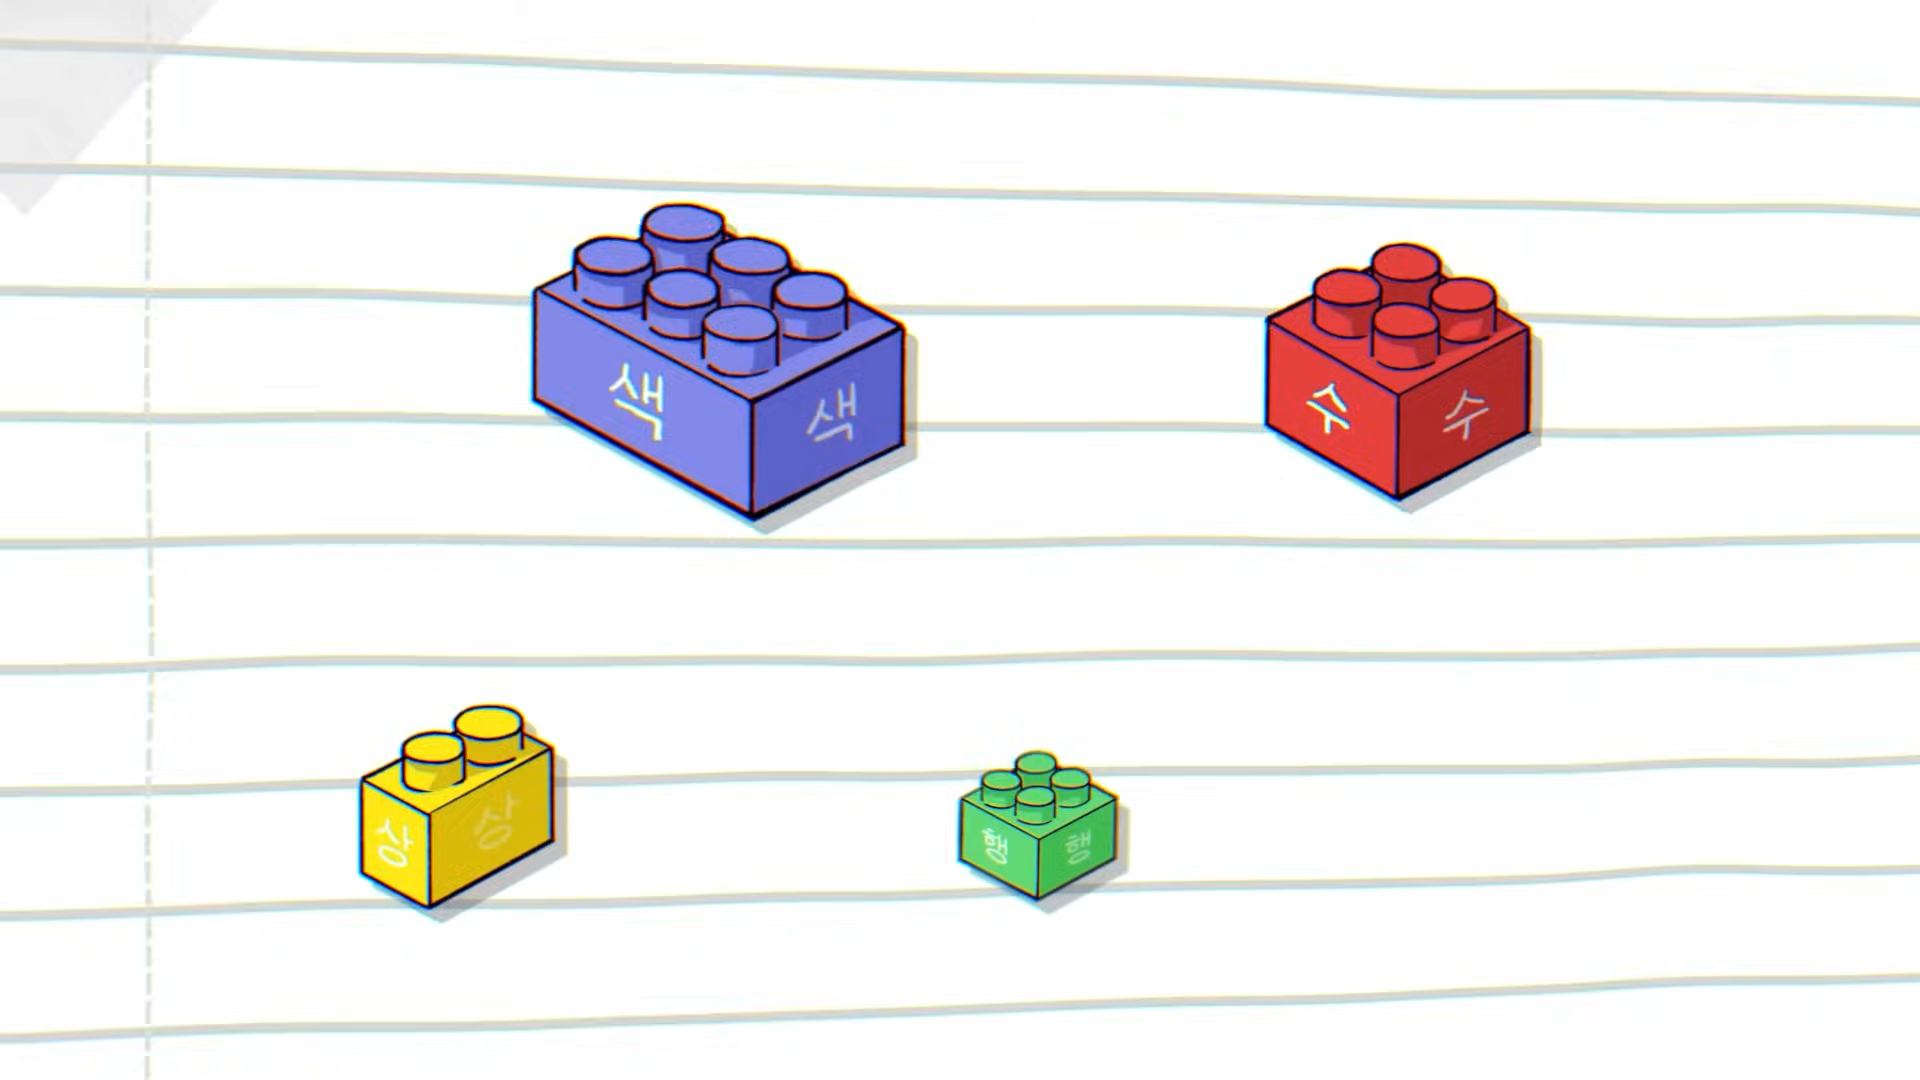 색 색
수 수
상 상
행 행